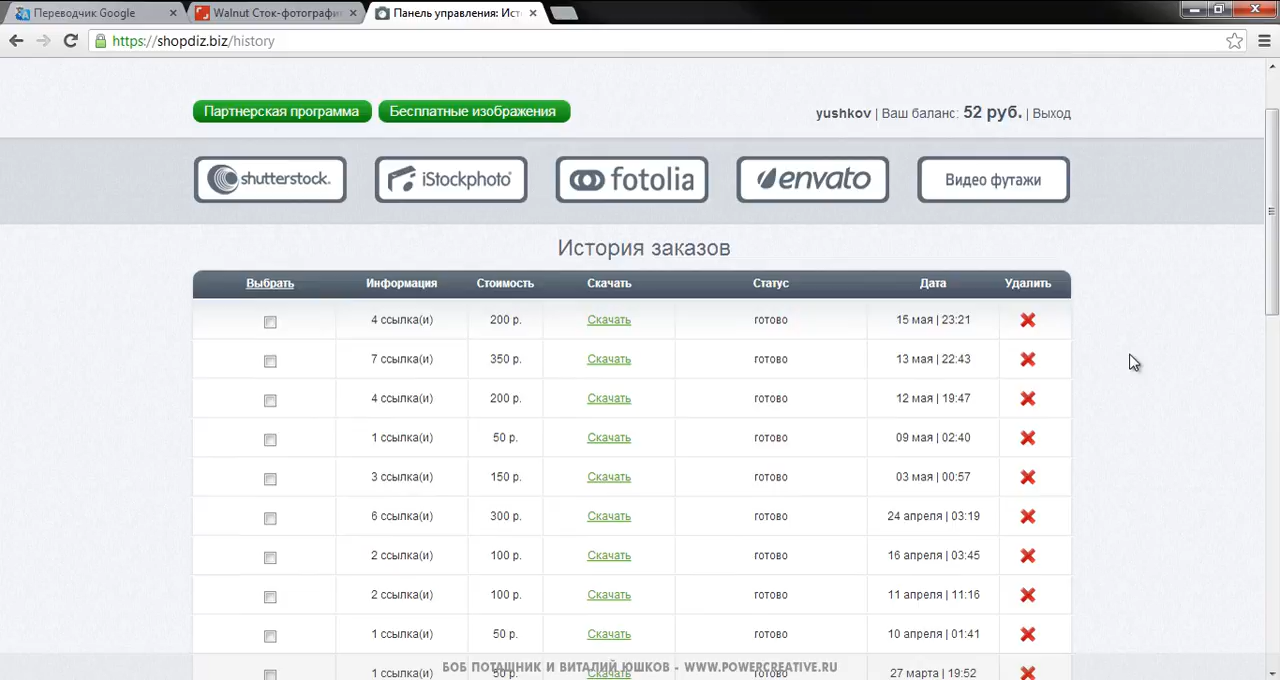 Переводчик Google
Walnut Сток-фотографи
Панель управления: Ист
https://shopdiz.biz/history
Партнерская программа
Бесплатные изображения
yushkov | Ваш баланс: 52 руб. | Выход
shutterstock.
iStockphoto
fotolia
envato
Видео футажи
История заказов
Выбрать Информация Стоимость Скачать Статус Дата Удалить
4 ссылка(и) 200 р. Скачать готово 15 мая | 23:21
7 ссылка(и) 350 р. Скачать готово 13 мая | 22:43
4 ссылка(и) 200 р. Скачать готово 12 мая | 19:47
1 ссылка(и) 50 р. Скачать готово 09 мая | 02:40
3 ссылка(и) 150 р. Скачать готово 03 мая | 00:57
6 ссылка(и) 300 р. Скачать готово 24 апреля | 03:19
2 ссылка(и) 100 р. Скачать готово 16 апреля | 03:45
2 ссылка(и) 100 р. Скачать готово 11 апреля | 11:16
1 ссылка(и) 50 р. Скачать готово 10 апреля | 01:41
1 ссылка(и) 50 р. Скачать готово 27 марта | 19:52
БОБ ПОТАЩНИК И ВИТАЛИЙ ЮШКОВ - WWW.POWERCREATIVE.RU